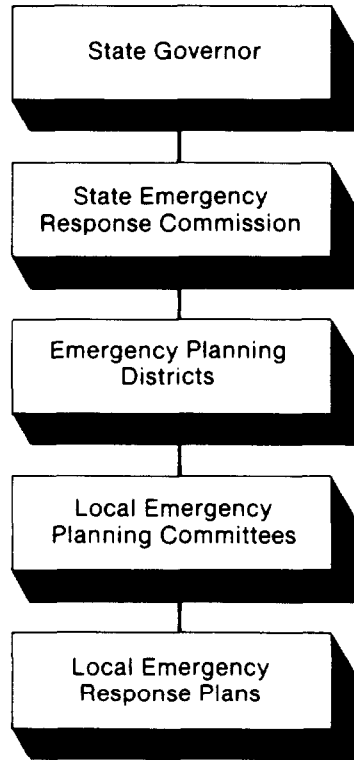 State Governor
State Emergency
Response Commission
Emergency Planning
Districts
Local Emergency
Planning Committees
Local Emergency
Response Plans